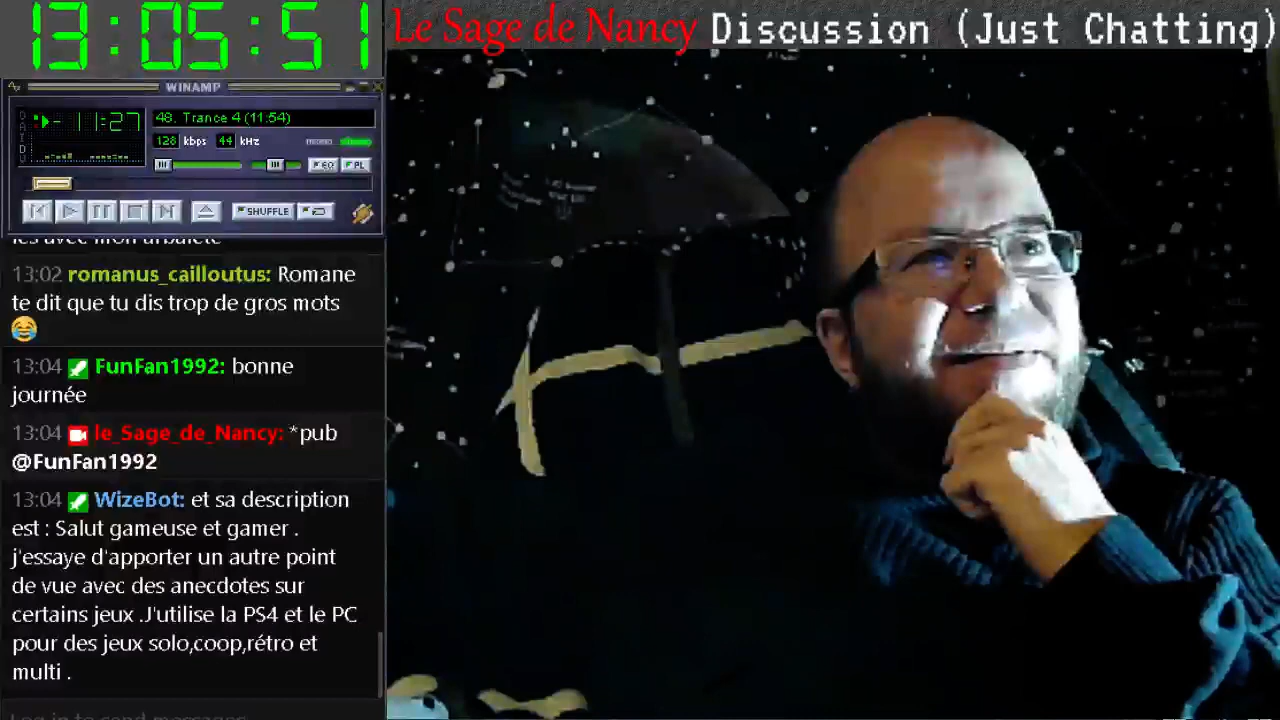 13:05:51
Le Sage de Nancy Discussion (Just Chatting)
WINAMP
11:27
48. Trance 4 (11:54)
128 kbps 44 kHz
EQ PL
SHUFFLE
13:02 romanus_cailloutus: Romane
te dit que tu dis trop de gros mots
😂
13:04 FunFan1992: bonne
journée
13:04 le_Sage_de_Nancy: *pub
@FunFan1992
13:04 WizeBot: et sa description
est : Salut gameuse et gamer .
j'essaye d'apporter un autre point
de vue avec des anecdotes sur
certains jeux .J'utilise la PS4 et le PC
pour des jeux solo,coop,rétro et
multi .